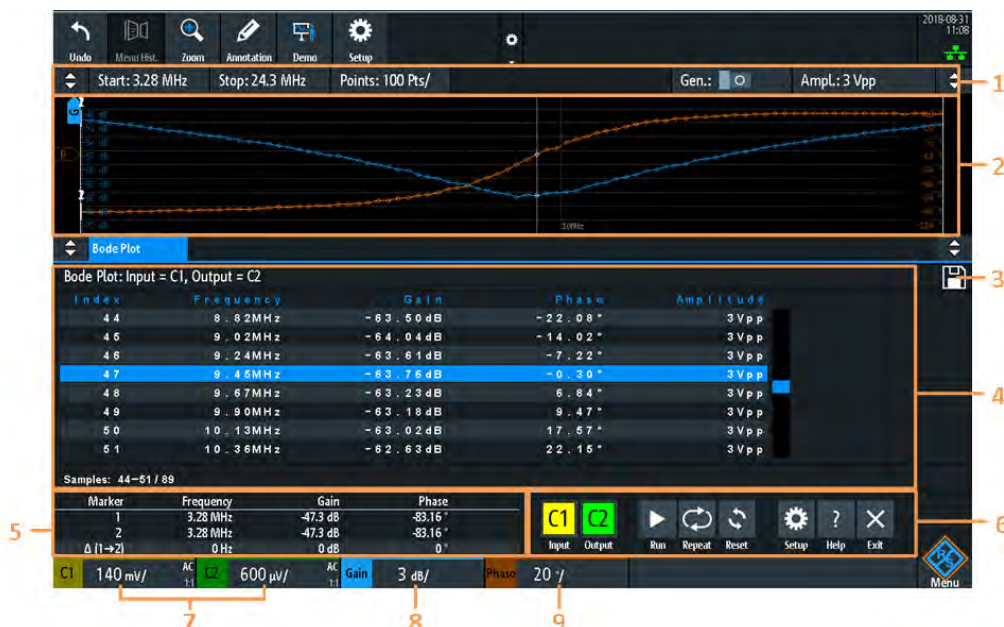 2018-08-31
11:08
Undo Menu Hist. Zoom Annotation Demo Setup
Start: 3.28 MHz Stop: 24.3 MHz Points: 100 Pts/ Gen.: O Ampl.: 3 Vpp
1
2
G
2
10MHz
2
Bode Plot
3
Bode Plot: Input = C1, Output = C2
Index Frequency Gain Phase Amplitude
44 8.82MHz -63.50dB -22.08° 3Vpp
45 9.02MHz -64.04dB -14.02° 3Vpp
46 9.24MHz -63.61dB -7.22° 3Vpp
47 9.45MHz -63.76dB -0.30° 3Vpp
48 9.67MHz -63.23dB 6.84° 3Vpp
49 9.90MHz -63.18dB 9.47° 3Vpp
50 10.13MHz -63.02dB 17.57° 3Vpp
51 10.36MHz -62.63dB 22.15° 3Vpp
4
Samples: 44-51/89
Marker Frequency Gain Phase
1 3.28 MHz -47.3 dB -83.16 °
2 3.28 MHz -47.3 dB -83.16 °
Δ (1→2) 0 Hz 0 dB 0 °
5
C1 C2 ?
Input Output Run Repeat Reset Setup Help Exit
6
C1 140 mV/ AC 1:1 C2 600 µV/ AC 1:1 Gain 3 dB/ Phase 20 °/
R&S
Menu
7 8 9